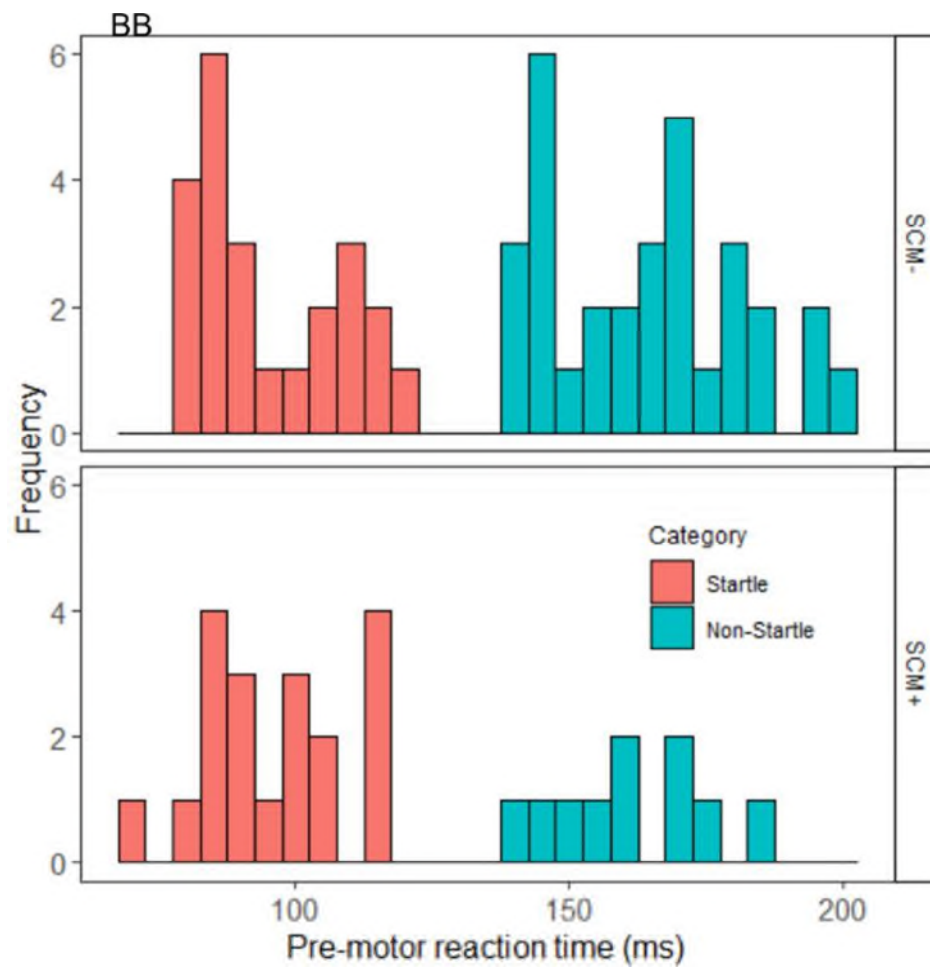 BB
6
4
2
0
SCM-
Frequency
6
4
2
0
Category
Startle
Non-Startle
SCM+
100 150 200
Pre-motor reaction time (ms)